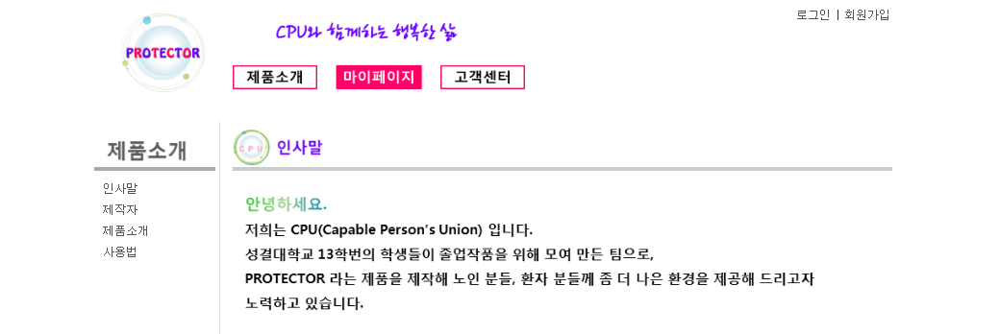 로그인 | 회원가입
PROTECTOR
CPU와 함께하는 행복한 삶
제품소개 마이페이지 고객센터
제품소개
인사말
제작자
제품소개
사용법
CPU 인사말
안녕하세요.
저희는 CPU(Capable Person's Union) 입니다.
성결대학교 13학번의 학생들이 졸업작품을 위해 모여 만든 팀으로,
PROTECTOR 라는 제품을 제작해 노인 분들, 환자 분들께 좀 더 나은 환경을 제공해 드리고자
노력하고 있습니다.